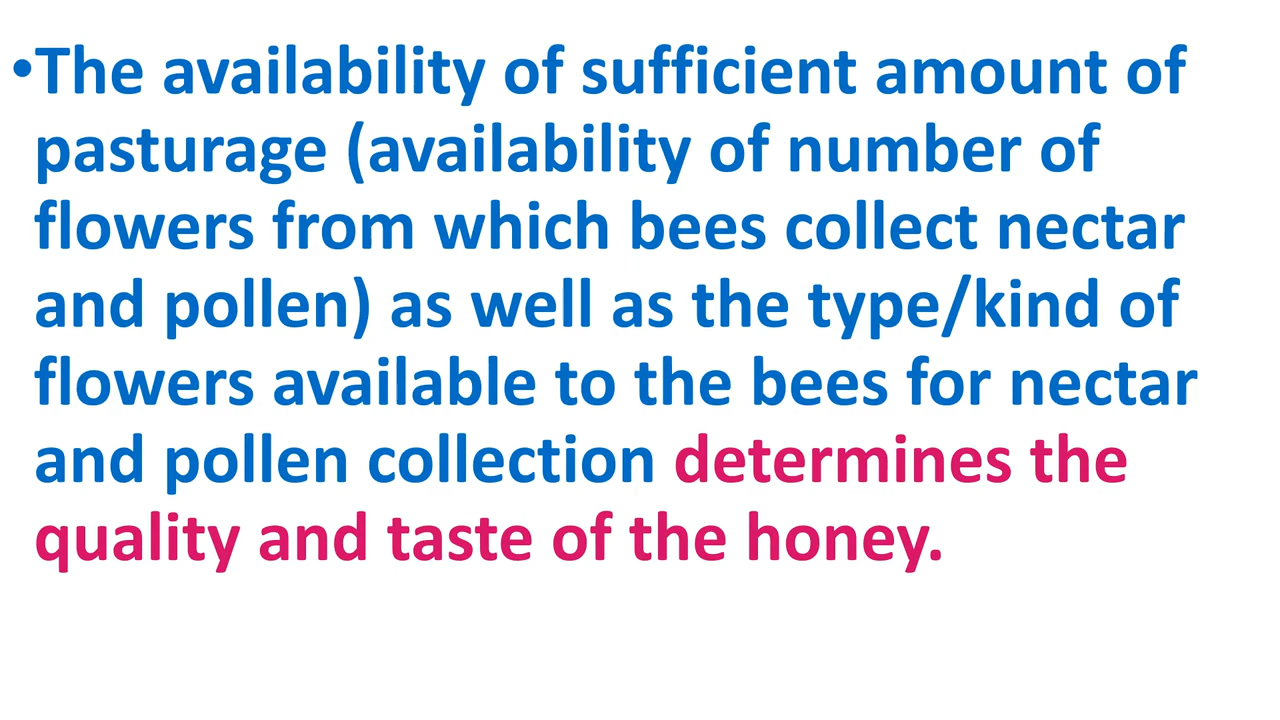 •The availability of sufficient amount of
pasturage (availability of number of
flowers from which bees collect nectar
and pollen) as well as the type/kind of
flowers available to the bees for nectar
and pollen collection determines the
quality and taste of the honey.